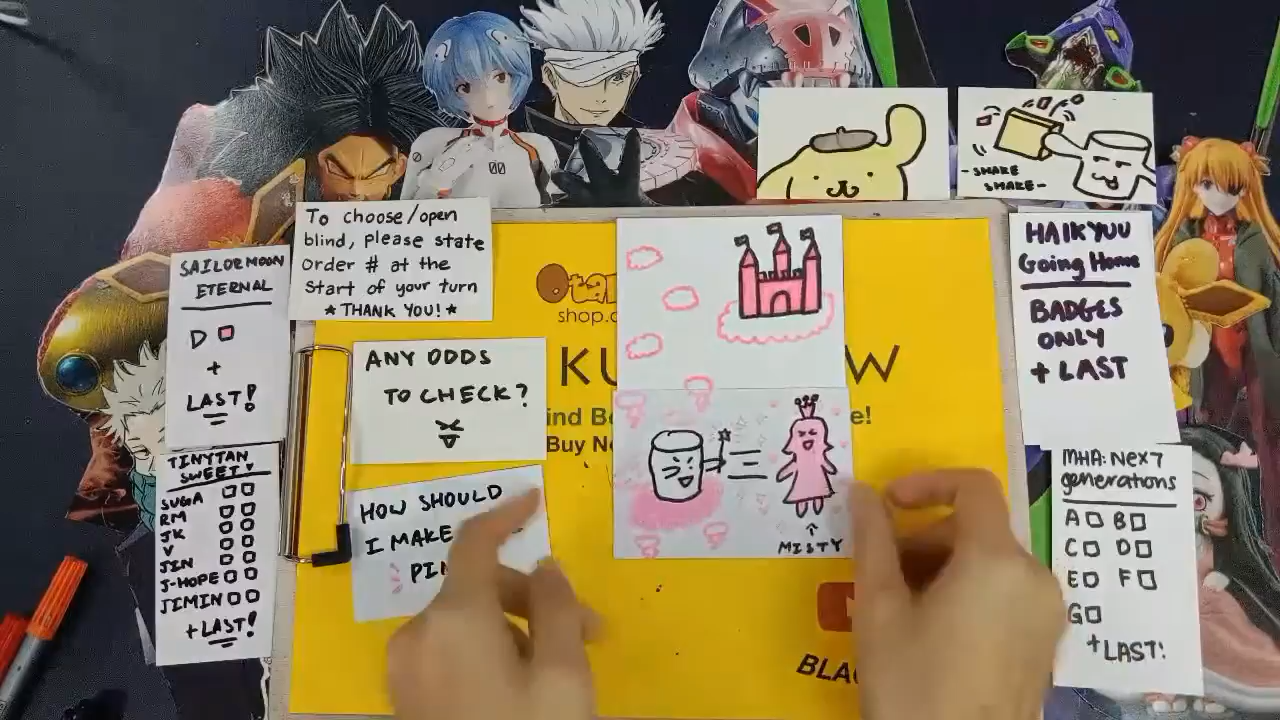 -SHAKE
SHAKE-
To choose/open
blind, please state
Order # at the
Start of your turn
★ THANK YOU! ★
SAILORMOON
ETERNAL
D
+
LAST!
ANY ODDS
TO CHECK?
HOW SHOULD
I MAKE
TINYTAN
SWEET
SUGA
RM
JK
V
JIN
J-HOPE
JIMIN
+LAST!
shop.
KU W
ind B e!
Buy No
MISTY
HAIKYUU
Going Home
BADGES
ONLY
+ LAST
MHA: Next
generations
A B
C D
E F
G
+LAST!
00